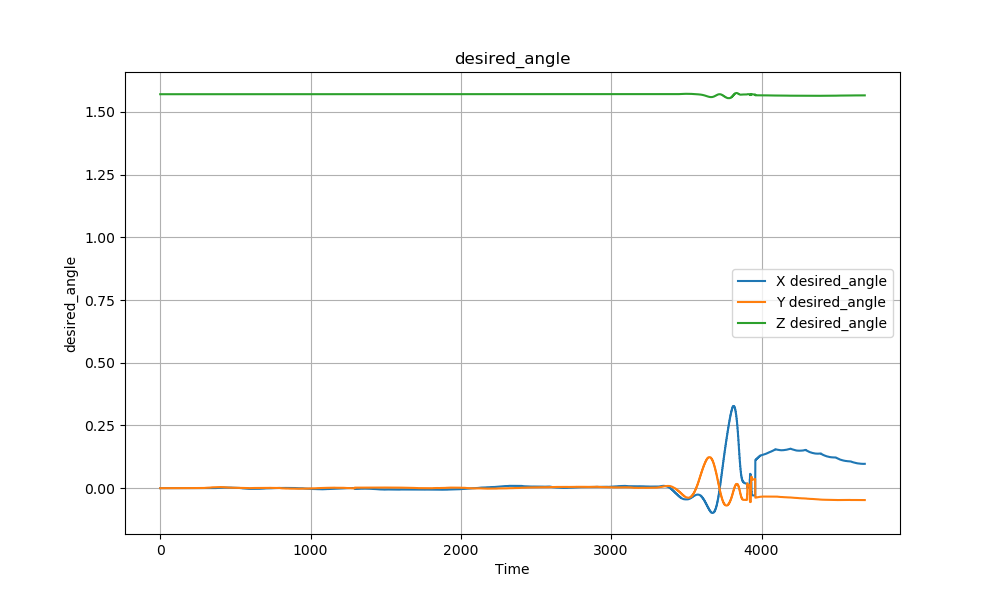 desired_angle
1.50
1.25
1.00
0.75
0.50
0.25
0.00
desired_angle
X desired_angle
Y desired_angle
Z desired_angle
0 1000 2000 3000 4000
Time